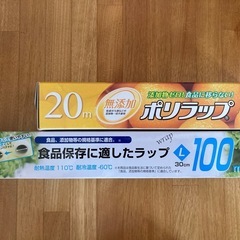 添加物ゼロ！食品に移らない！
20m
無添加
ポリラップ
食品、添加物等の規格基準に適合。
wrap
食品保存に適したラップ
L
30cm
100
耐熱温度 110℃ 耐冷温度-60℃